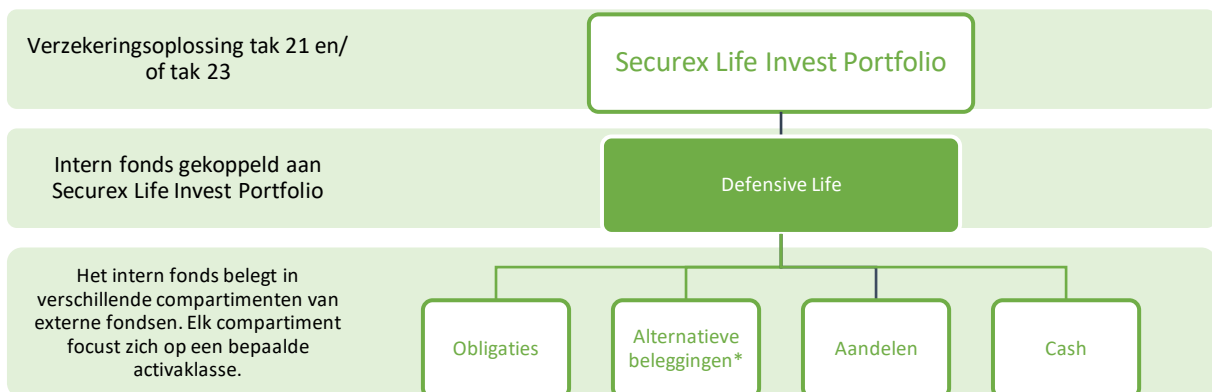 Verzekeringsoplossing tak 21 en/
of tak 23
Securex Life Invest Portfolio
Intern fonds gekoppeld aan
Securex Life Invest Portfolio
Defensive Life
Het intern fonds belegt in
verschillende compartimenten van
externe fondsen. Elk compartiment
focust zich op een bepaalde
activaklasse.
Obligaties
Alternatieve
beleggingen*
Aandelen
Cash